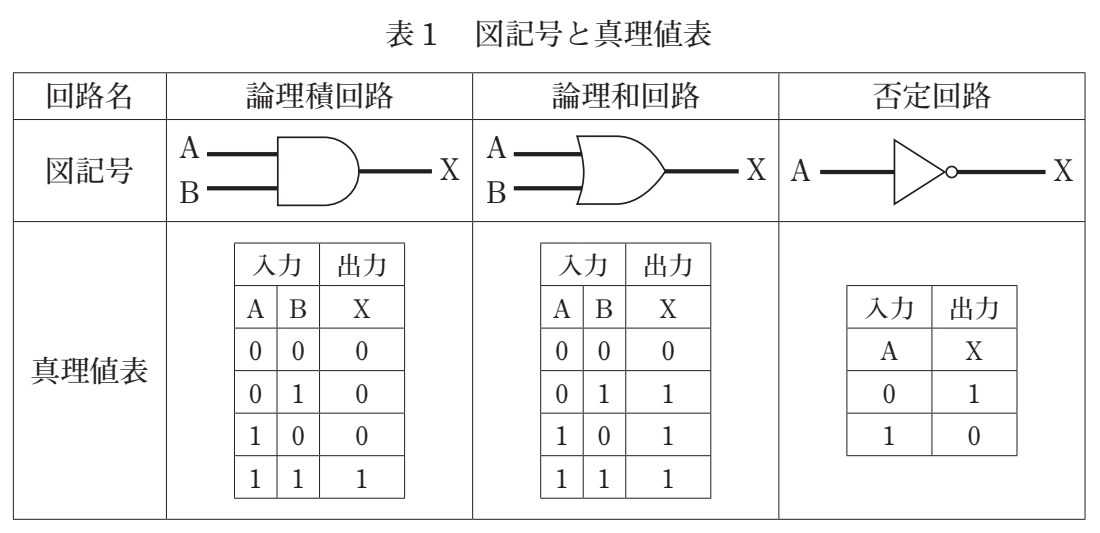 表1 図記号と真理値表
回路名 論理積回路 論理和回路 否定回路
図記号 A B X A B X A X
真理値表
入力 出力
A B X
0 0 0
0 1 0
1 0 0
1 1 1
入力 出力
A B X
0 0 0
0 1 1
1 0 1
1 1 1
入力 出力
A X
0 1
1 0